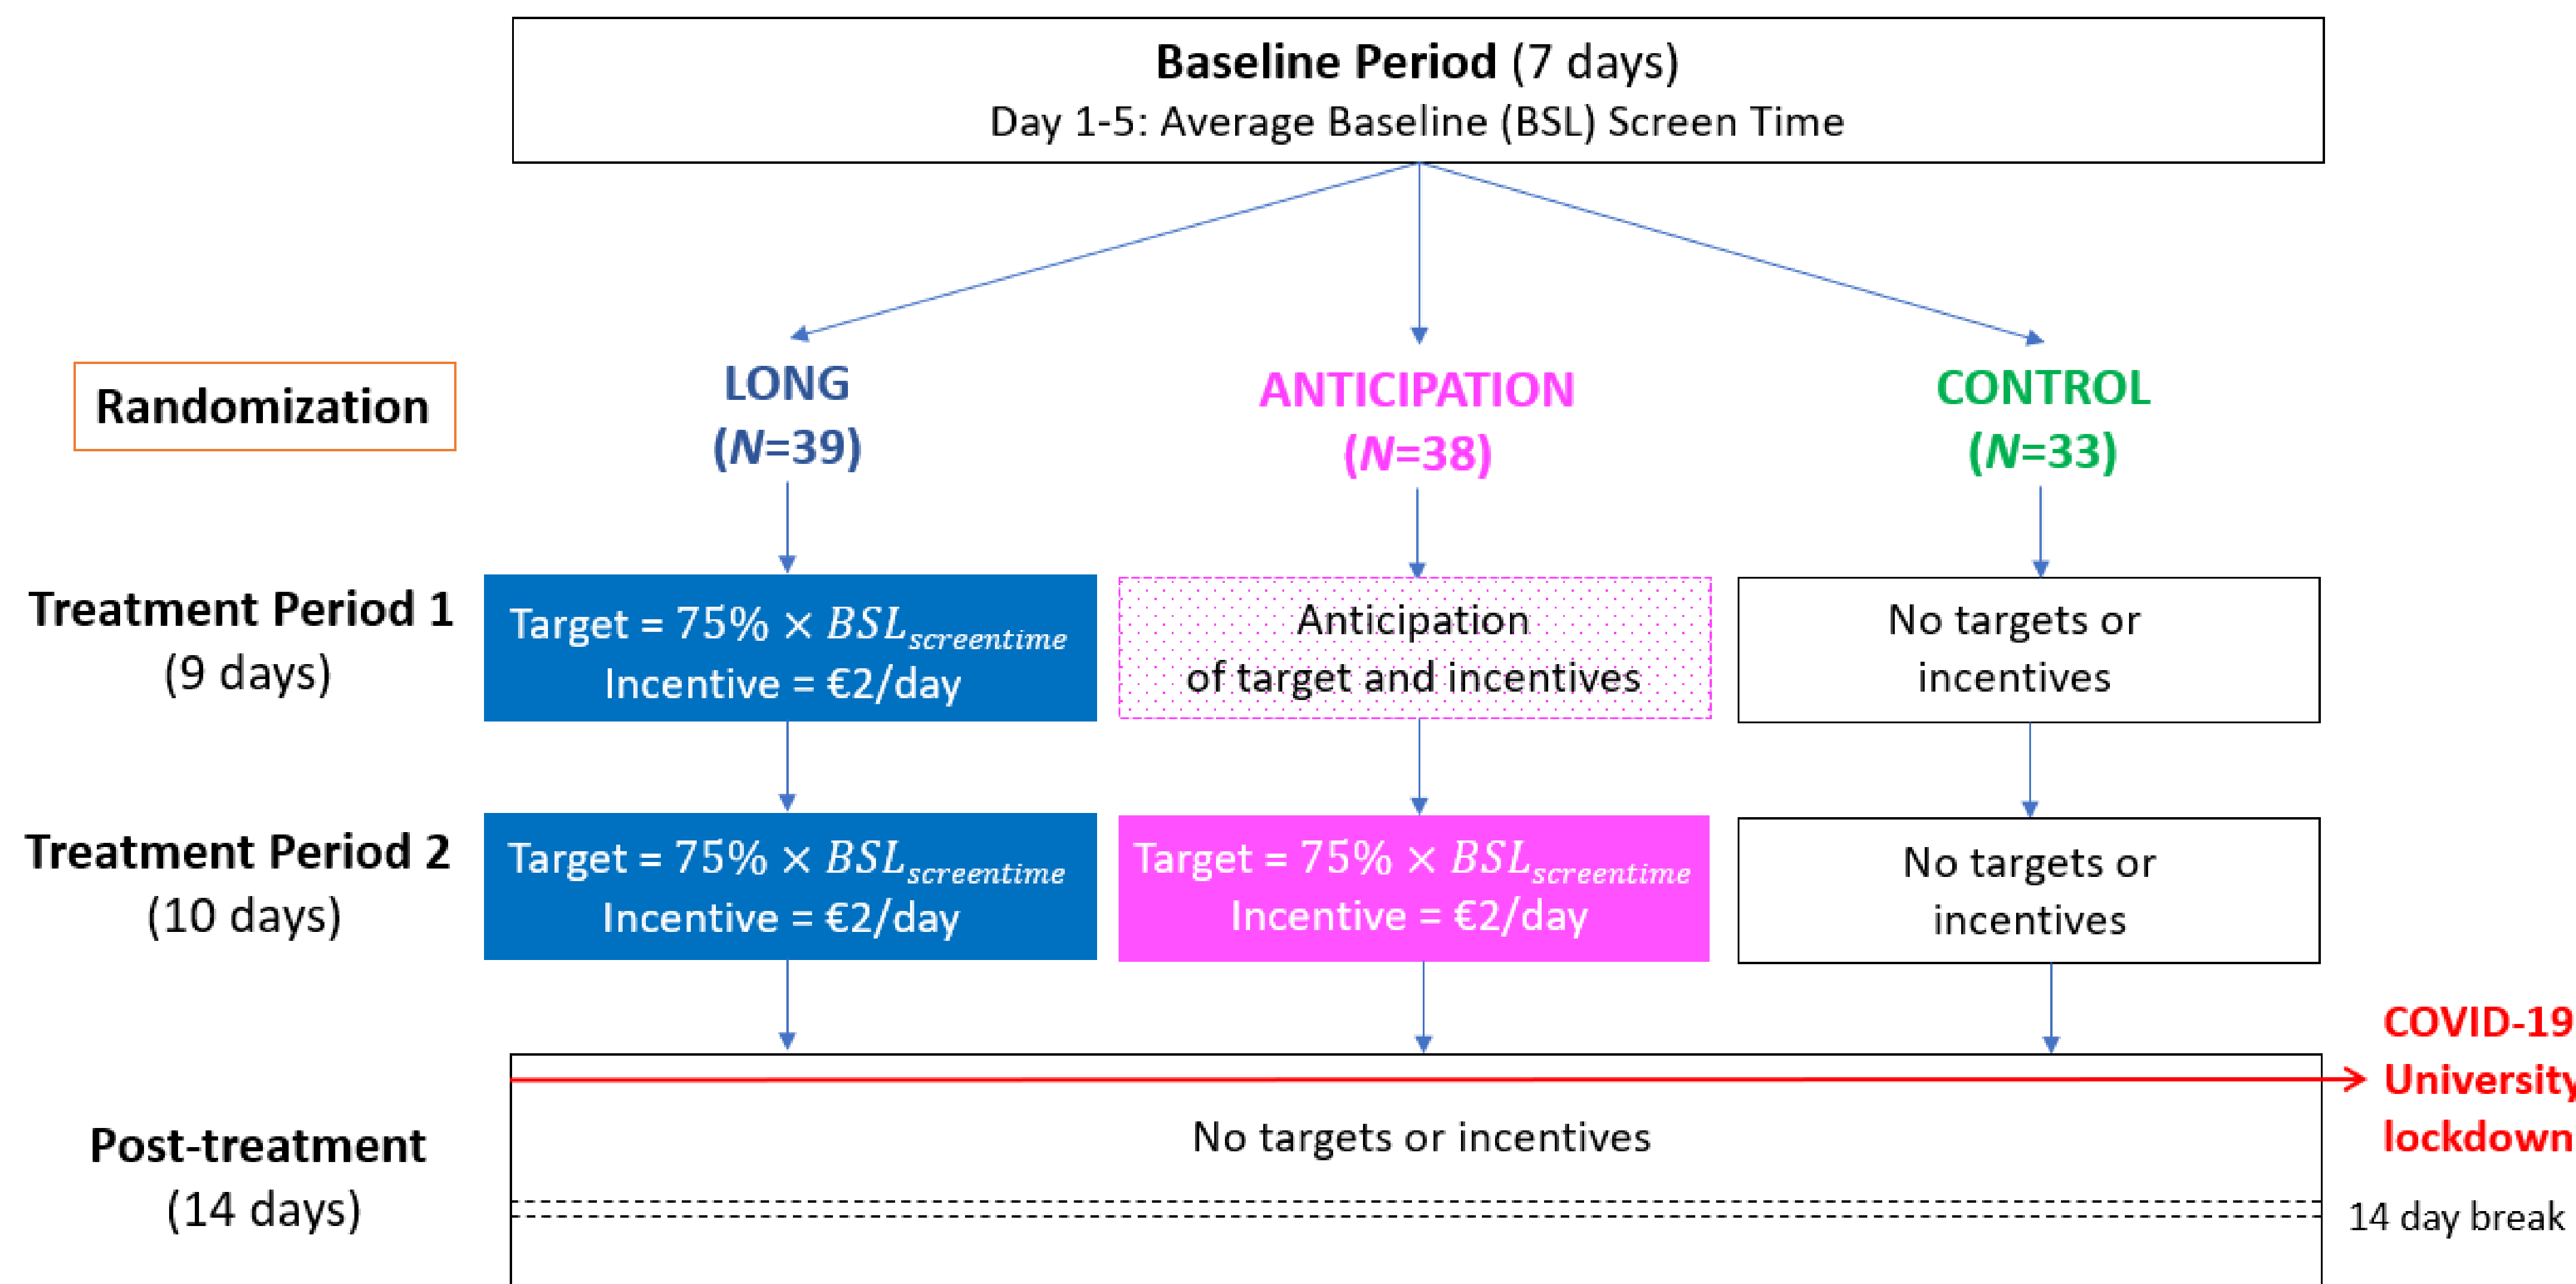 Baseline Period (7 days)
Day 1-5: Average Baseline (BSL) Screen Time
Randomization
LONG
(N=39)
ANTICIPATION
(N=38)
CONTROL
(N=33)
Treatment Period 1
(9 days)
Target = 75% × BSLscreentime
Incentive = €2/day
Anticipation
of target and incentives
No targets or
incentives
Treatment Period 2
(10 days)
Target = 75% × BSLscreentime
Incentive = €2/day
Target = 75% × BSLscreentime
Incentive = €2/day
No targets or
incentives
Post-treatment
(14 days)
No targets or incentives
COVID-19
University
lockdown
14 day break